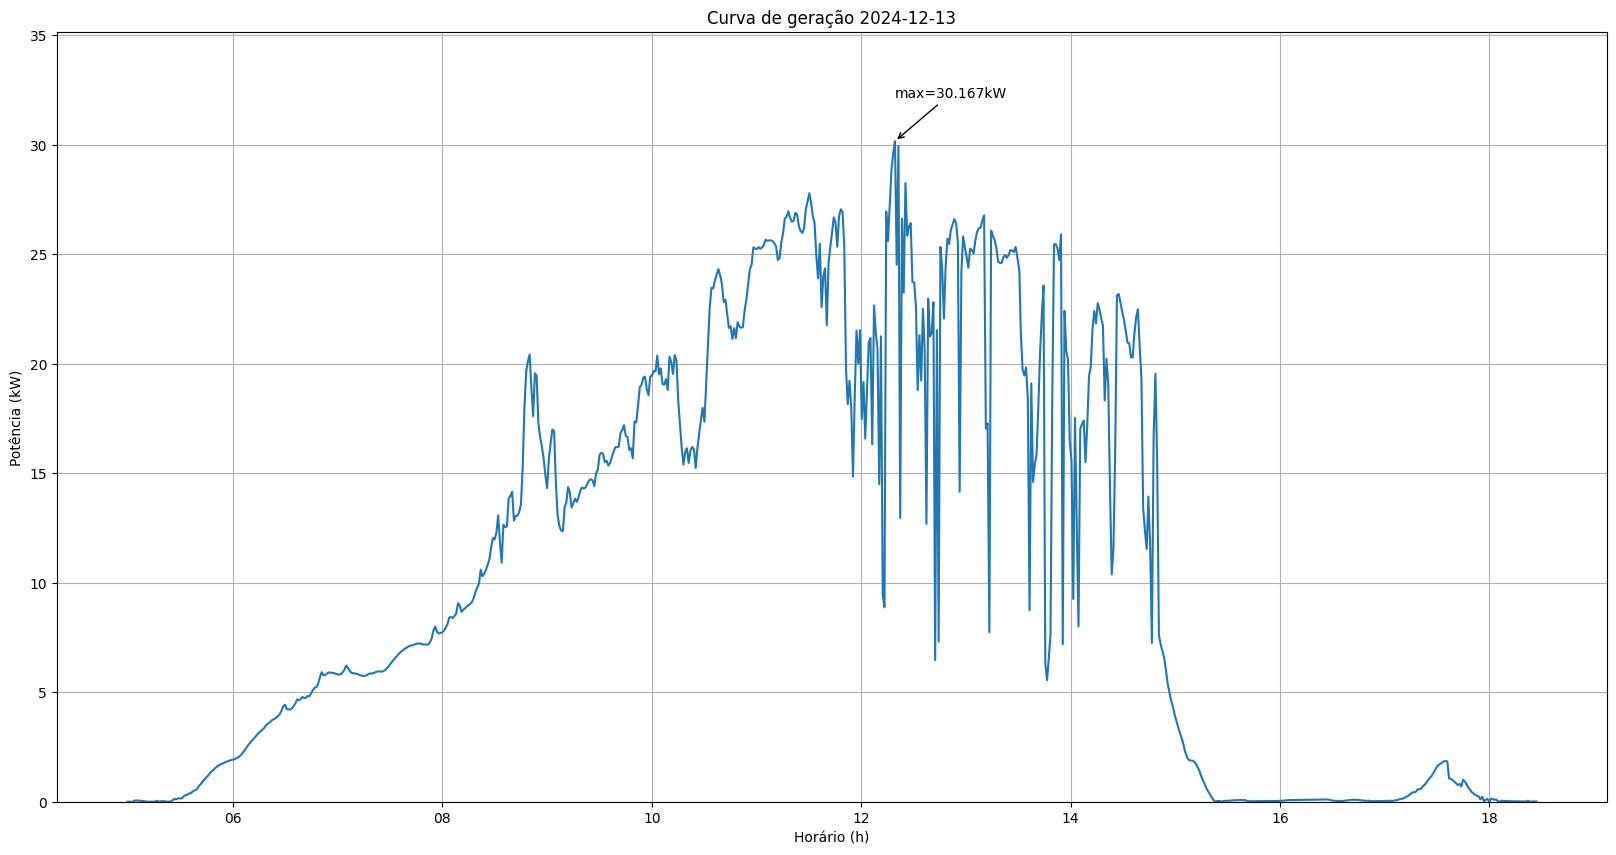 Curva de geração 2024-12-13
35
max=30.167kW
30
25
20
Potência (kW)
15
10
5
0
06 08 10 12 14 16 18
Horário (h)